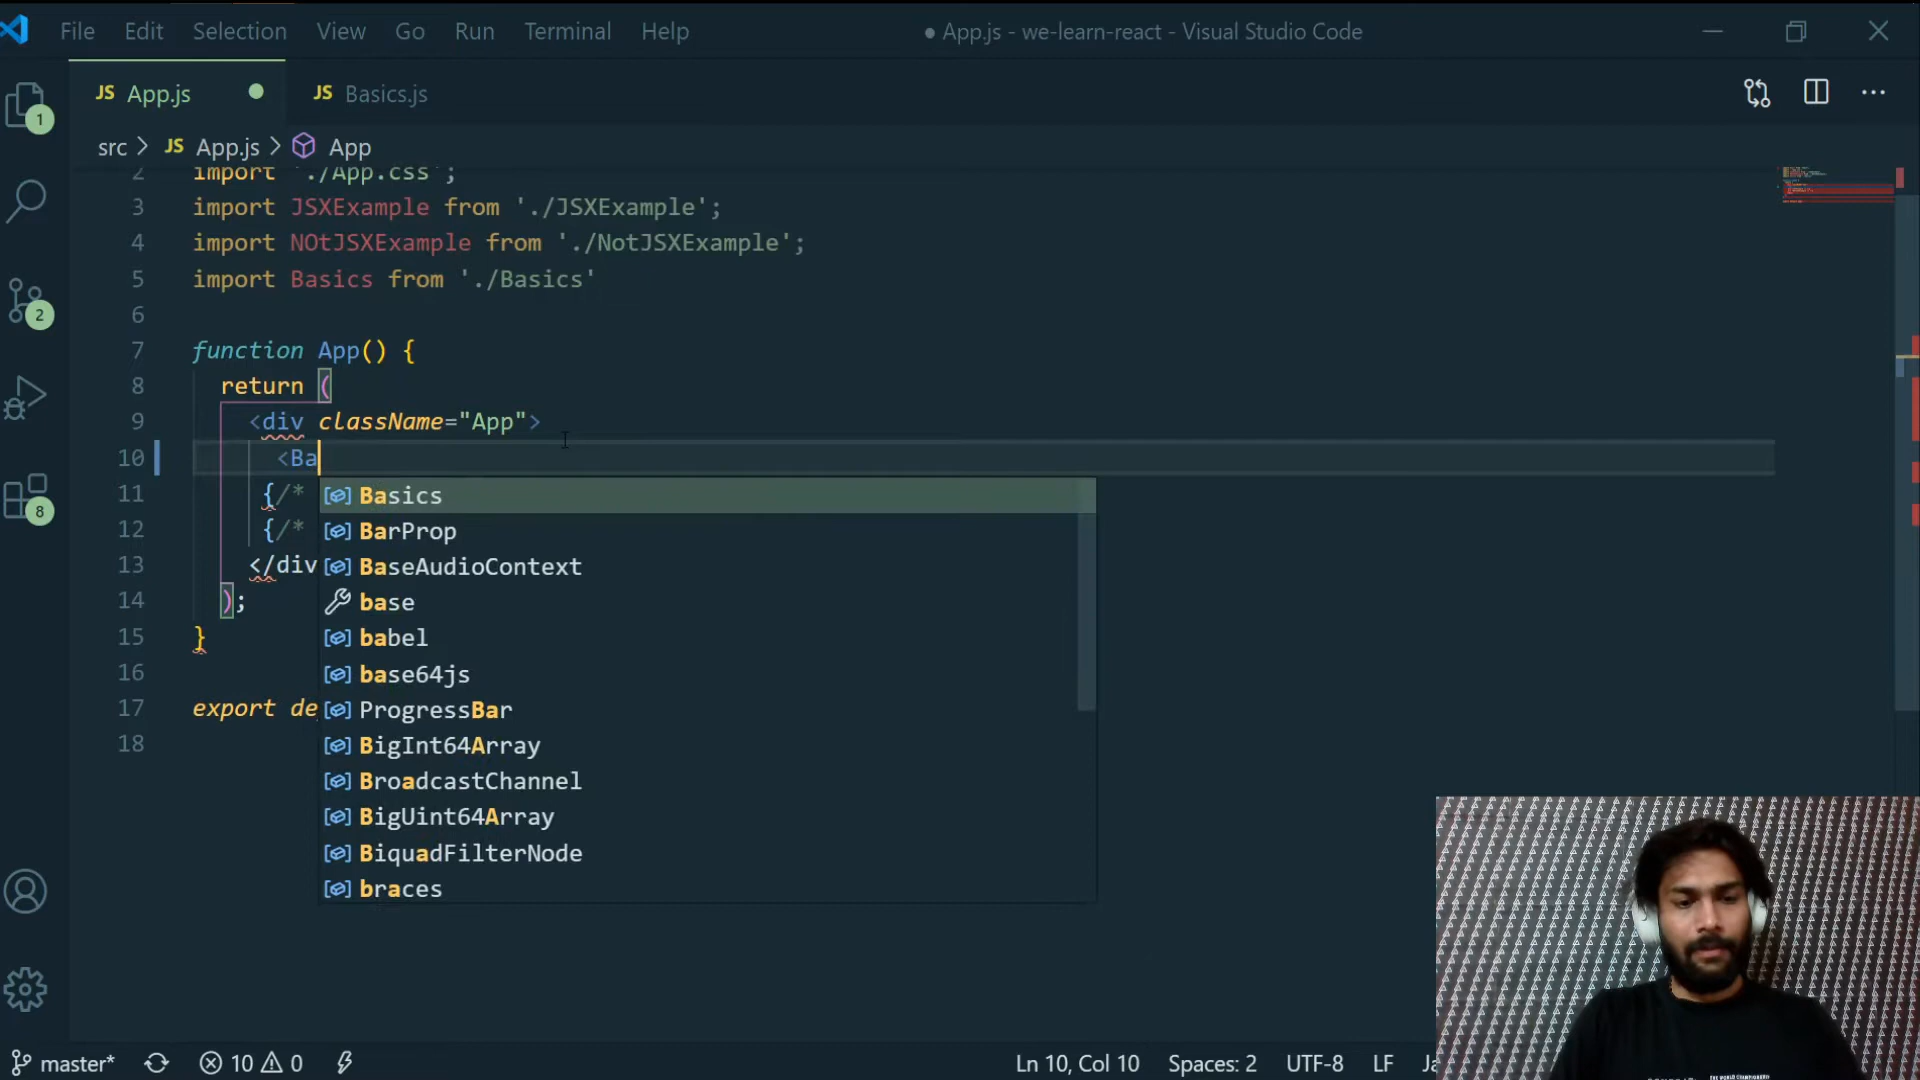 File Edit Selection View Go Run Terminal Help
● App.js - we-learn-react - Visual Studio Code
JS App.js
JS Basics.js
src > JS App.js > App
2 import './App.css';
3 import JSXExample from './JSXExample';
4 import NOtJSXExample from './NotJSXExample';
5 import Basics from './Basics'
6
7 function App() {
8 return (
9 <div className="App">
10 <Ba
11 {/*
12 {/*
13 </div
14 );
15 }
16
17 export de
18
Basics
BarProp
BaseAudioContext
base
babel
base64js
ProgressBar
BigInt64Array
BroadcastChannel
BigUint64Array
BiquadFilterNode
braces
1
2
8
master* 10 0
Ln 10, Col 10 Spaces: 2 UTF-8 LF